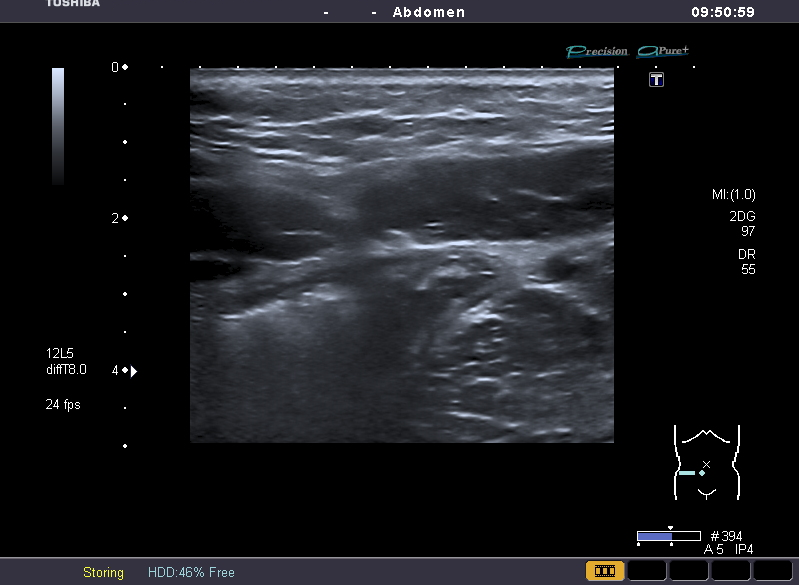 TOSHIBA
- - Abdomen 09:50:59
Precision APure+
0
T
2
MI:(1.0)
2DG
97
DR
55
12L5
diffT8.0
4
24 fps
#394
A 5 IP4
Storing HDD:46% Free